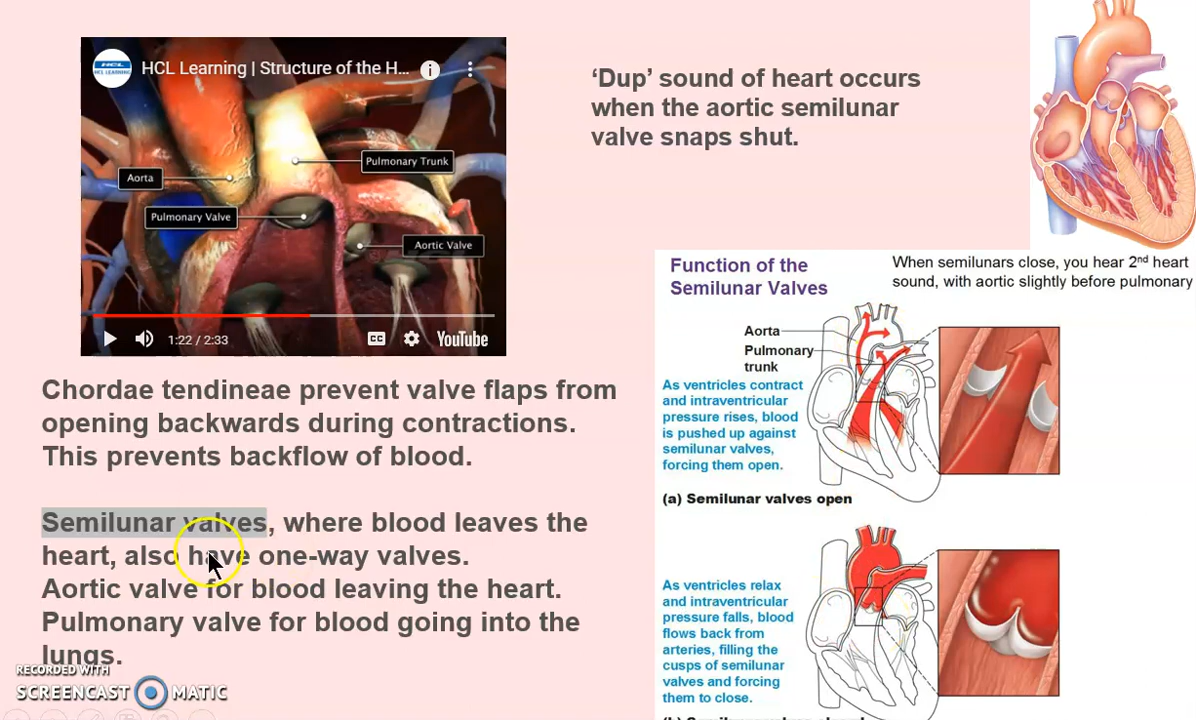 HCL
HCL LEARNING
HCL Learning | Structure of the H...
Pulmonary Trunk
Aorta
Pulmonary Valve
Aortic Valve
1:22 / 2:33
CC
YouTube
‘Dup’ sound of heart occurs
when the aortic semilunar
valve snaps shut.
Chordae tendineae prevent valve flaps from
opening backwards during contractions.
This prevents backflow of blood.
Semilunar valves, where blood leaves the
heart, also have one-way valves.
Aortic valve for blood leaving the heart.
Pulmonary valve for blood going into the
lungs.
RECORDED WITH
SCREENCAST MATIC
Function of the
Semilunar Valves
When semilunars close, you hear 2nd heart
sound, with aortic slightly before pulmonary
Aorta
Pulmonary
trunk
As ventricles contract
and intraventricular
pressure rises, blood
is pushed up against
semilunar valves,
forcing them open.
(a) Semilunar valves open
As ventricles relax
and intraventricular
pressure falls, blood
flows back from
arteries, filling the
cusps of semilunar
valves and forcing
them to close.